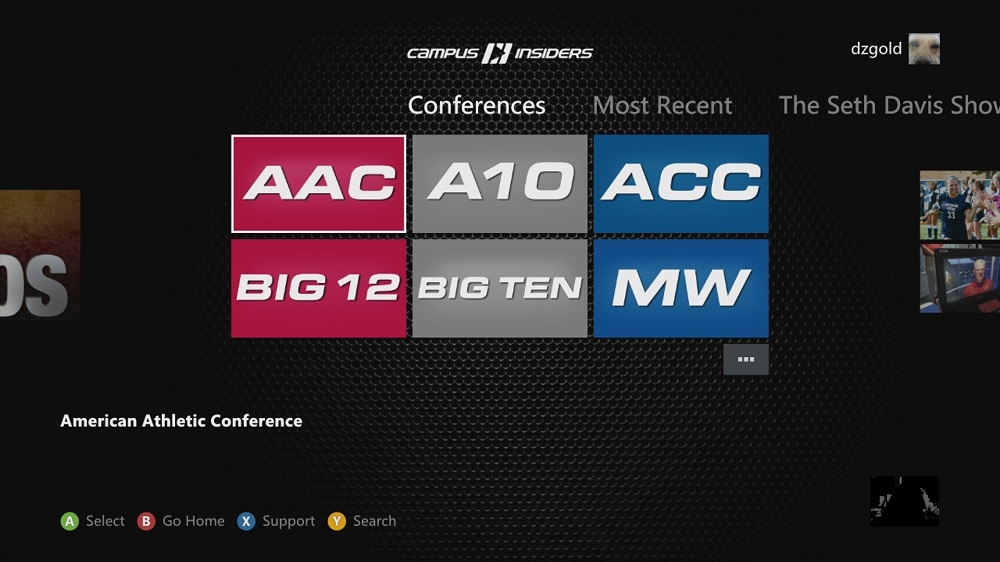 CAMPUS INSIDERS
dzgold
Conferences Most Recent The Seth Davis Show
AAC A10 ACC
BIG 12 BIG TEN MW
...
OS
American Athletic Conference
A Select B Go Home X Support Y Search
33